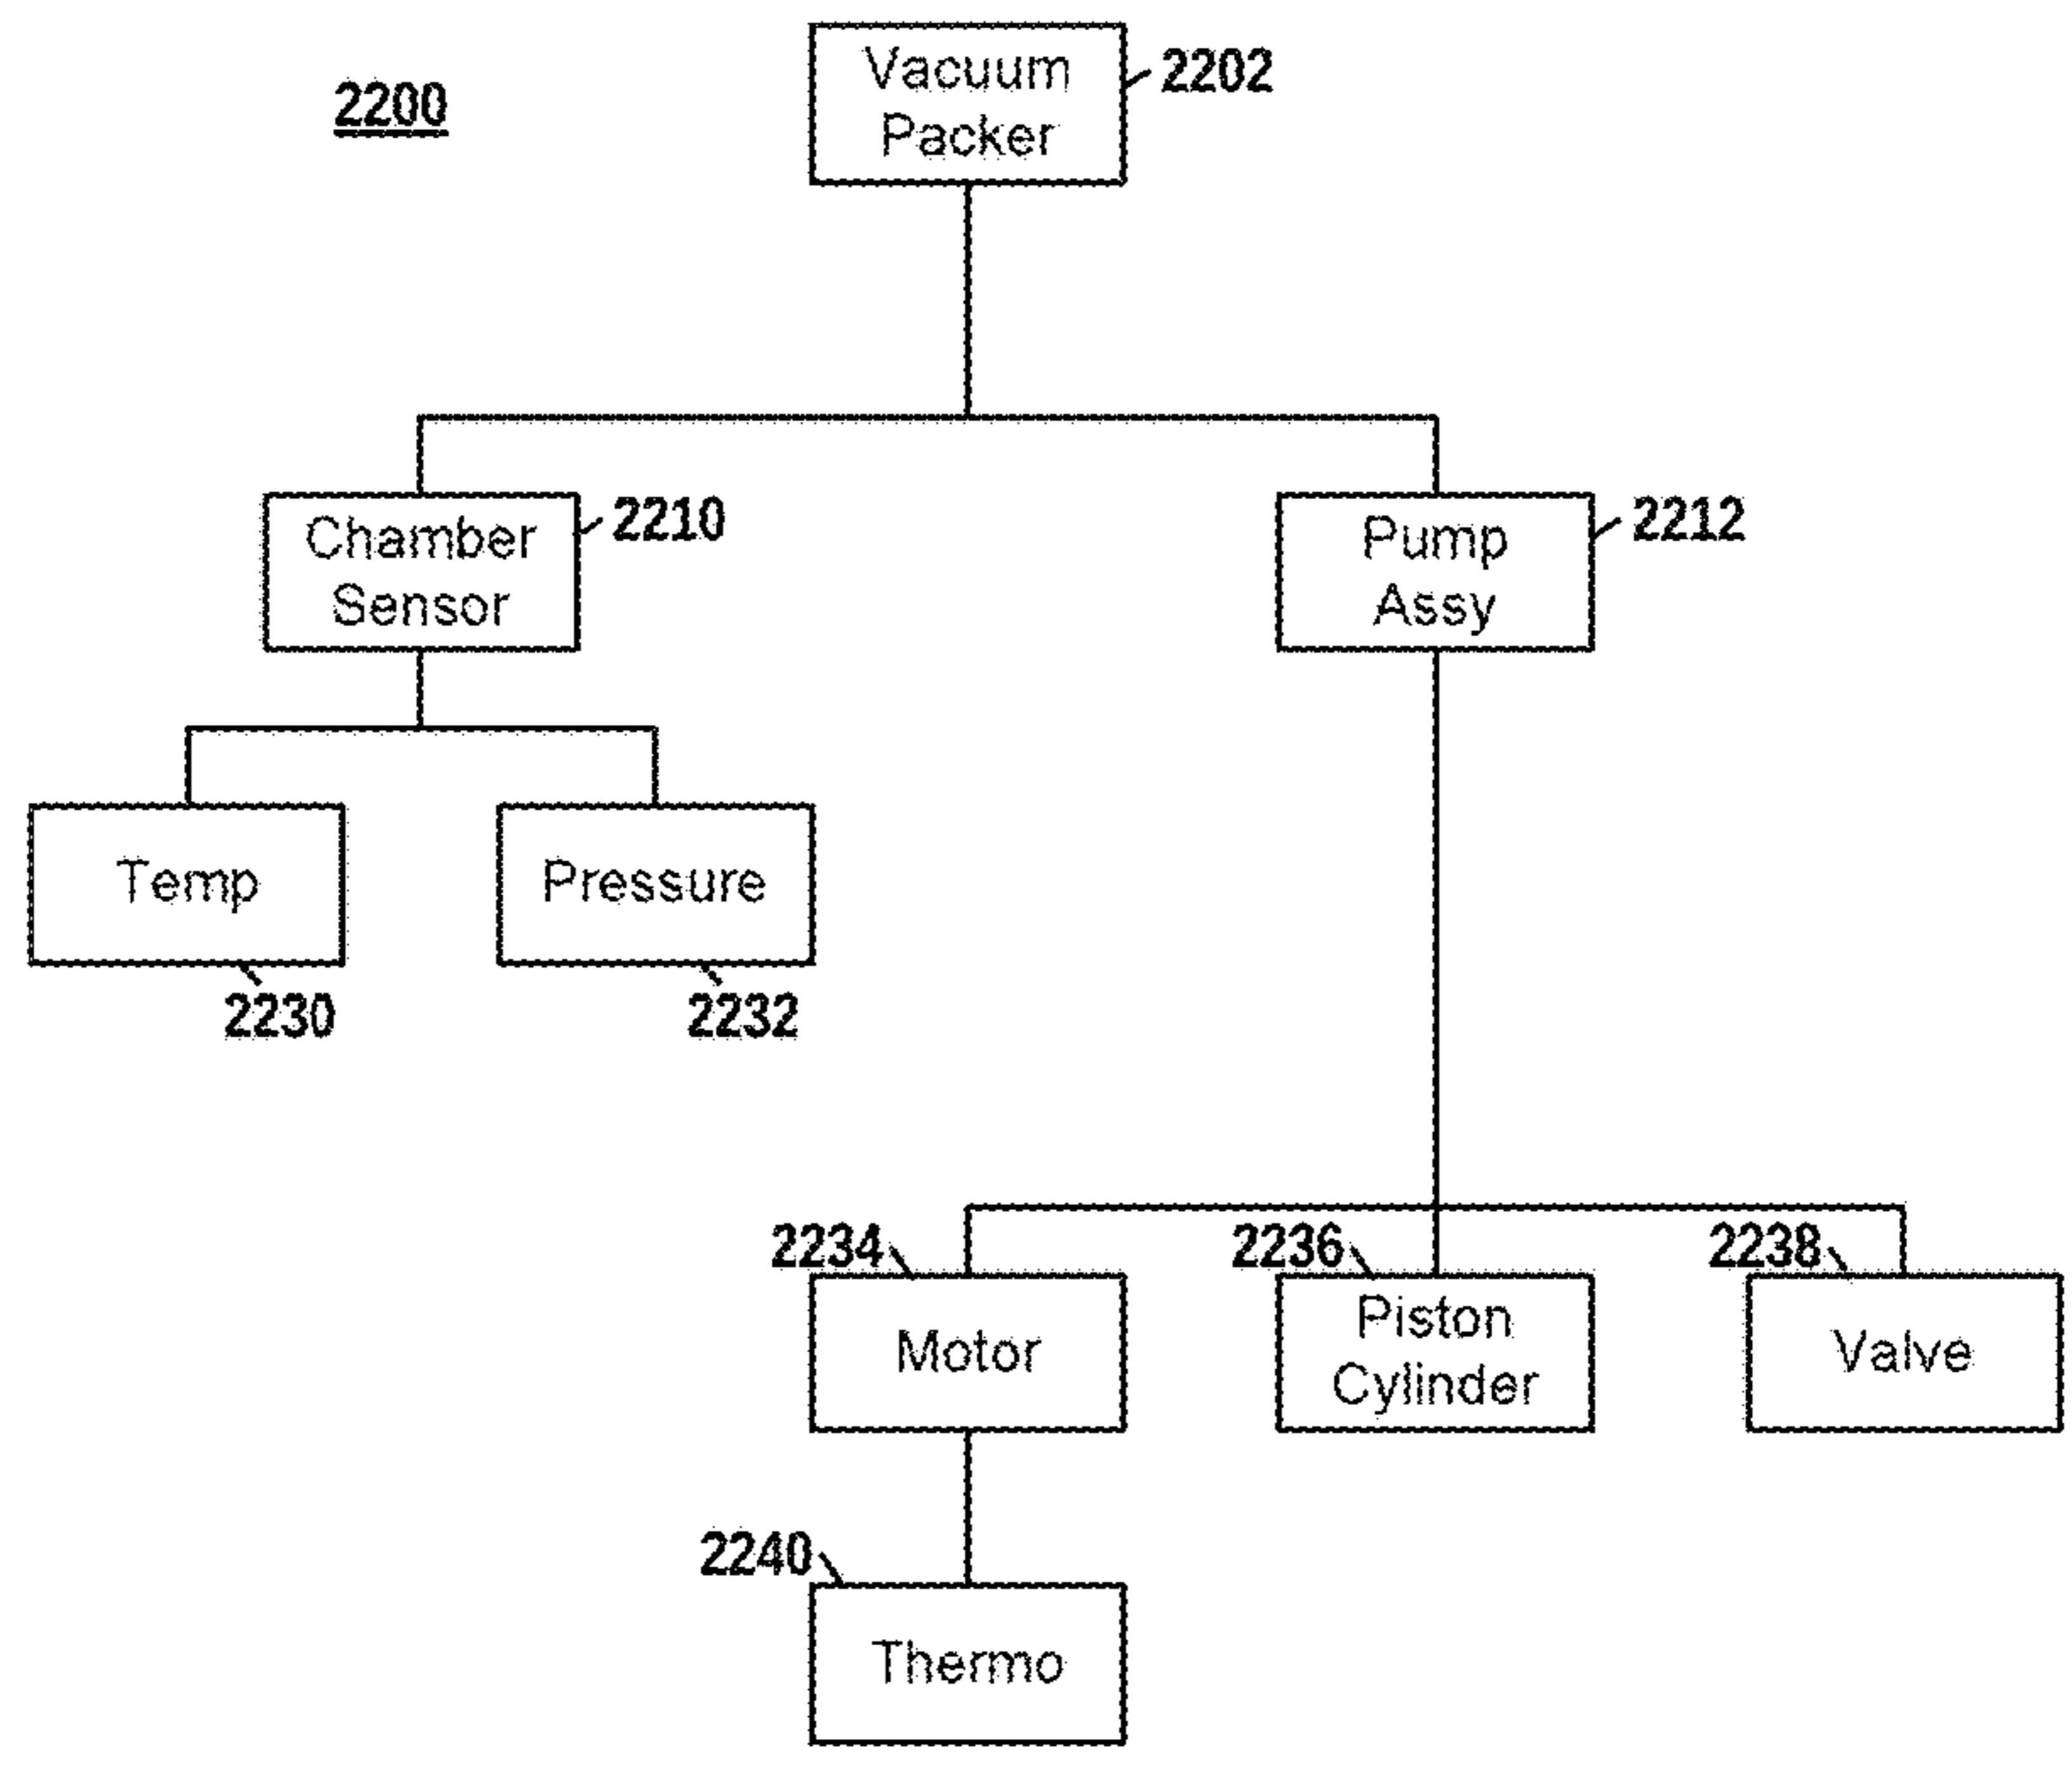 2200
Vacuum
Packer
2202
Chamber
Sensor
2210
Pump
Assy
2212
Temp
2230
Pressure
2232
2234
Motor
2236
Piston
Cylinder
2238
Valve
2240
Thermo